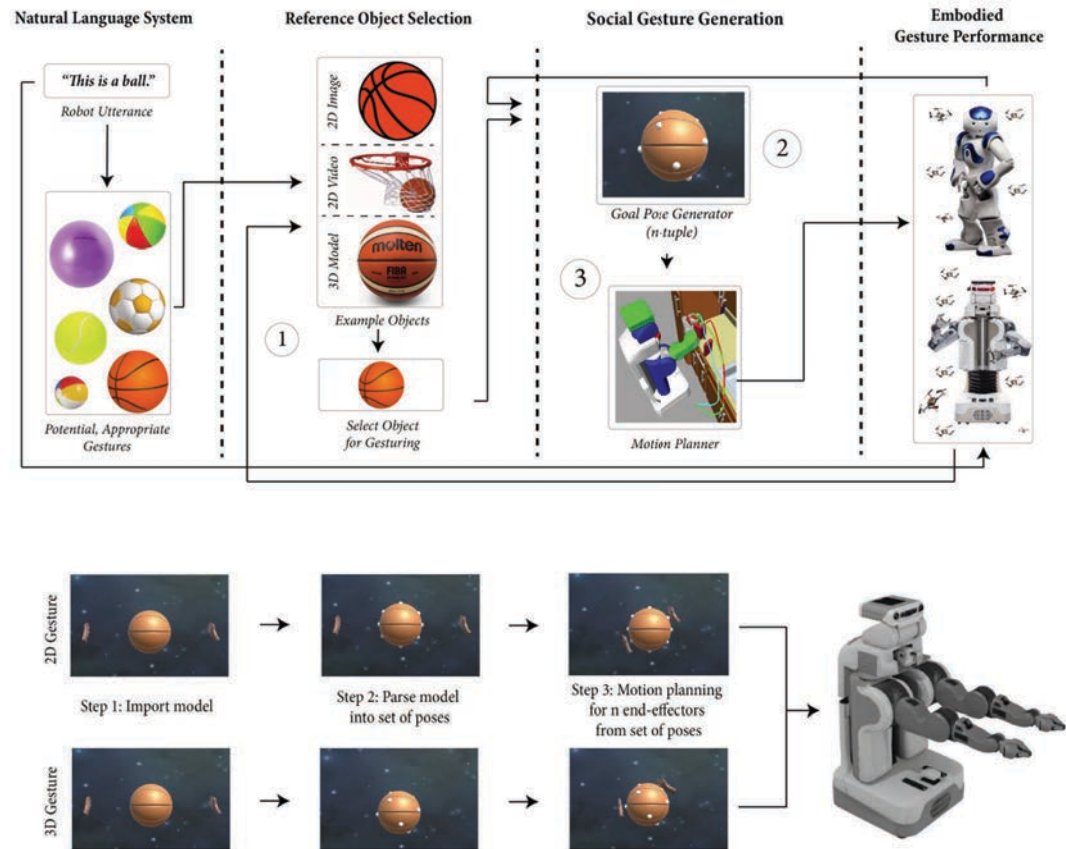 Natural Language System
Reference Object Selection
Social Gesture Generation
Embodied
Gesture Performance
"This is a ball."
Robot Utterance
Potential, Appropriate
Gestures
2D Image
2D Video
3D Model
molten
FIBA
Example Objects
1
Select Object
for Gesturing
2
Goal Pose Generator
(n-tuple)
3
Motion Planner
2D Gesture
Step 1: Import model
Step 2: Parse model
into set of poses
Step 3: Motion planning
for n end-effectors
from set of poses
3D Gesture